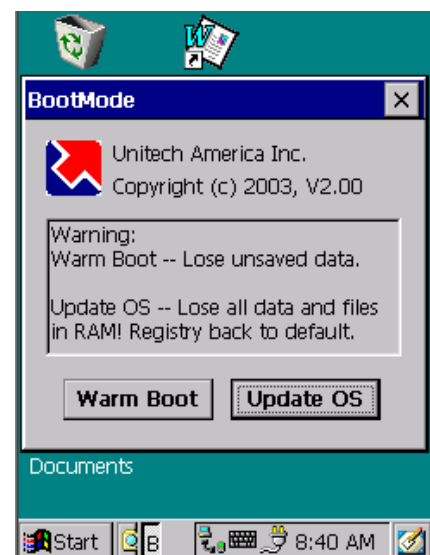 BootMode
Unitech America Inc.
Copyright (c) 2003, V2.00
Warning:
Warm Boot -- Lose unsaved data.
Update OS -- Lose all data and files
in RAM! Registry back to default.
Warm Boot
Update OS
Documents
Start
B
8:40 AM